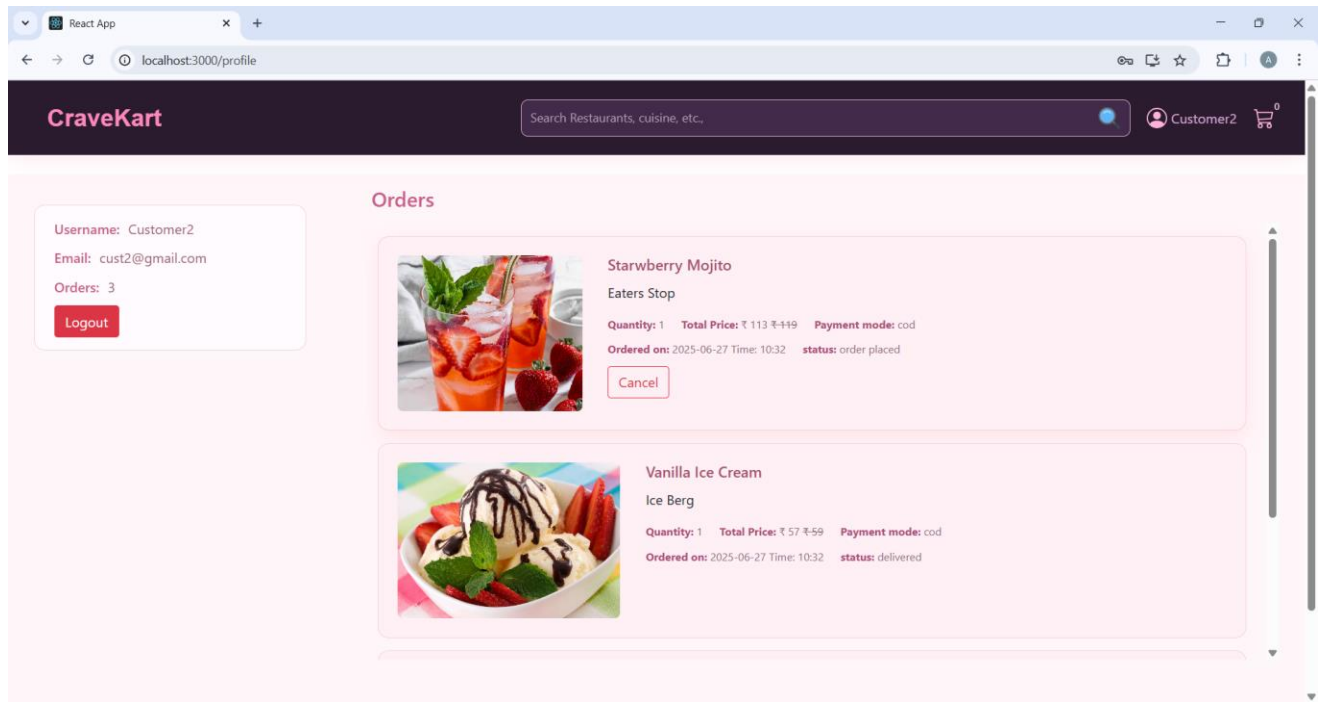 React App
localhost:3000/profile
A
CraveKart
Search Restaurants, cuisine, etc.,
Customer2
0
Orders
Username: Customer2
Email: cust2@gmail.com
Orders: 3
Logout
Starwberry Mojito
Eaters Stop
Quantity: 1 Total Price: ₹ 113 ₹ 119 Payment mode: cod
Ordered on: 2025-06-27 Time: 10:32 status: order placed
Cancel
Vanilla Ice Cream
Ice Berg
Quantity: 1 Total Price: ₹ 57 ₹ 59 Payment mode: cod
Ordered on: 2025-06-27 Time: 10:32 status: delivered